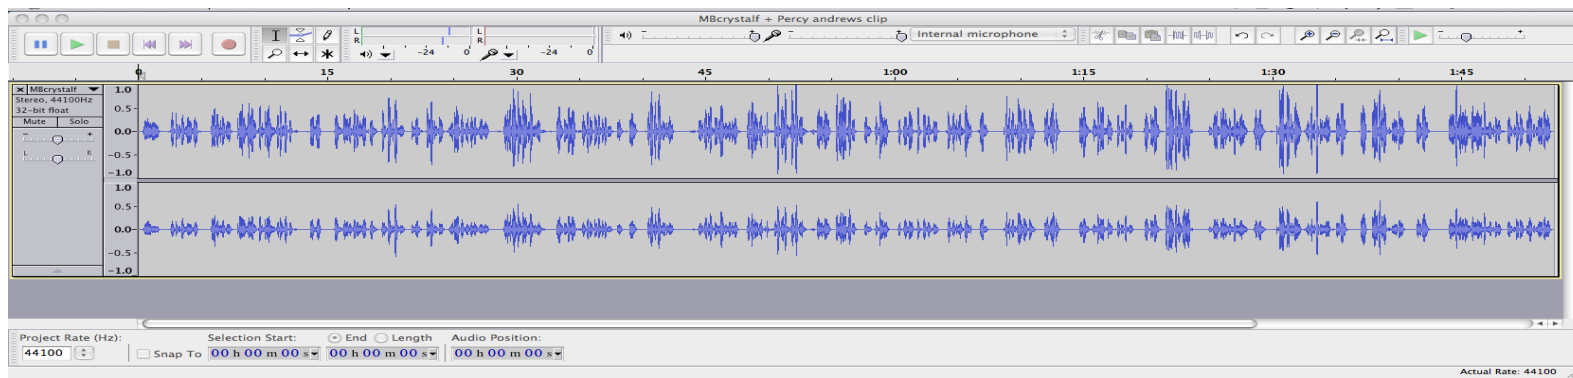 MBcrystalf + Percy andrews clip
L
R
-24 0
L
R
-24 0
Internal microphone
0 15 30 45 1:00 1:15 1:30 1:45
MBcrystalf
Stereo, 44100Hz
32-bit float
Mute Solo
- +
L R
1.0
0.5
0.0
-0.5
-1.0
1.0
0.5
0.0
-0.5
-1.0
Project Rate (Hz): Selection Start: End Length Audio Position:
44100 Snap To 00 h 00 m 00 s 00 h 00 m 00 s 00 h 00 m 00 s
Actual Rate: 44100